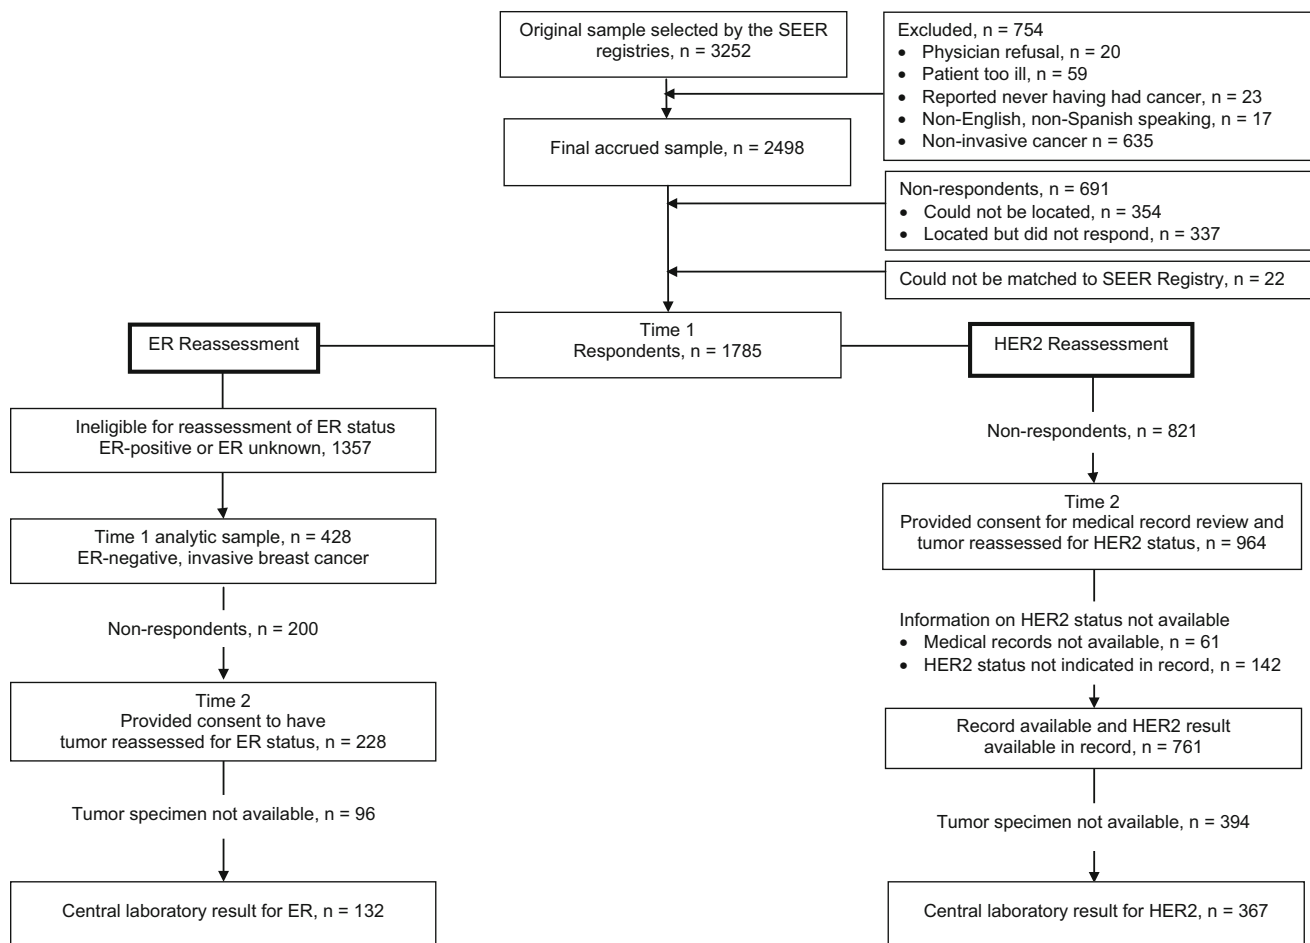 Original sample selected by the SEER
registries, n = 3252
Excluded, n = 754
• Physician refusal, n = 20
• Patient too ill, n = 59
• Reported never having had cancer, n = 23
• Non-English, non-Spanish speaking, n = 17
• Non-invasive cancer n = 635
Final accrued sample, n = 2498
Non-respondents, n = 691
• Could not be located, n = 354
• Located but did not respond, n = 337
Could not be matched to SEER Registry, n = 22
Time 1
Respondents, n = 1785
ER Reassessment
HER2 Reassessment
Ineligible for reassessment of ER status
ER-positive or ER unknown, 1357
Time 1 analytic sample, n = 428
ER-negative, invasive breast cancer
Non-respondents, n = 200
Time 2
Provided consent to have
tumor reassessed for ER status, n = 228
Tumor specimen not available, n = 96
Central laboratory result for ER, n = 132
Non-respondents, n = 821
Time 2
Provided consent for medical record review and
tumor reassessed for HER2 status, n = 964
Information on HER2 status not available
• Medical records not available, n = 61
• HER2 status not indicated in record, n = 142
Record available and HER2 result
available in record, n = 761
Tumor specimen not available, n = 394
Central laboratory result for HER2, n = 367